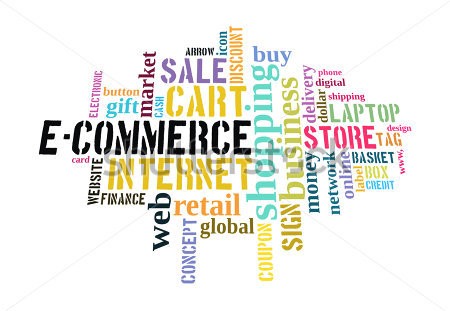 ARROW
icon
DISCOUNT
buy
SALE
market
ELECTRONIC
button
gift
CASH
CART
shopping
business
delivery
phone
digital
dollar
shipping
LAPTOP
design
E-COMMERCE
STORE
TAG
card
INTERNET
WEBSITE
FINANCE
web
retail
global
CONCEPT
COUPON
SIGN
money
network
online
BASKET
label
BOX
CREDIT
www.
shutterstock